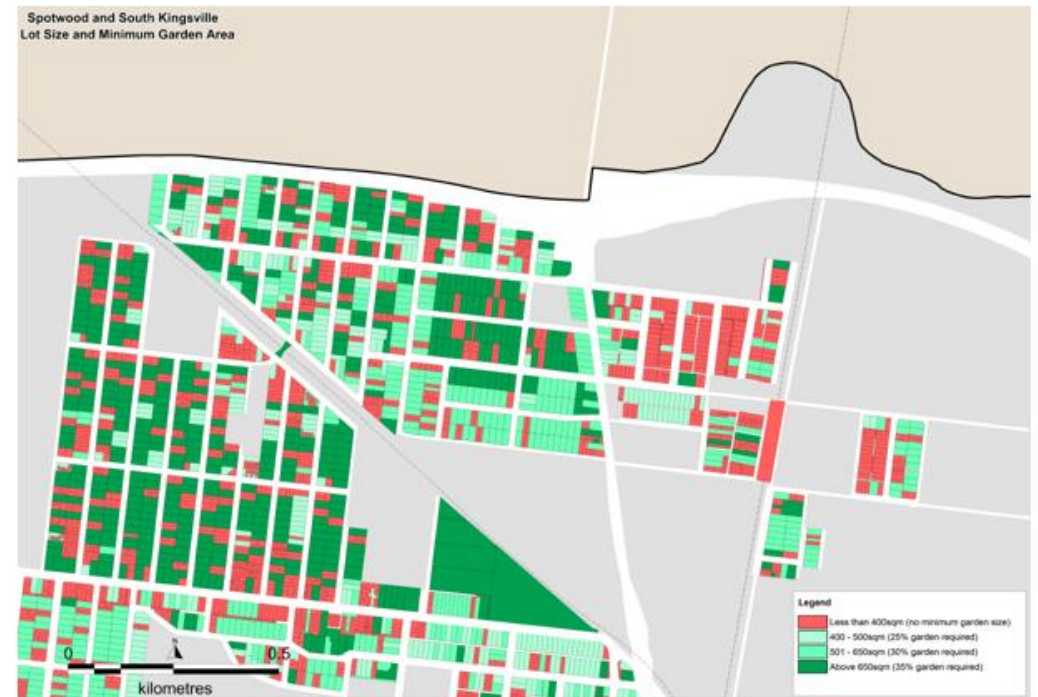 Spotwood and South Kingsville
Lot Size and Minimum Garden Area
Legend
Less than 400sqm (no minimum garden size)
400 - 500sqm (25% garden required)
501 - 650sqm (30% garden required)
Above 650sqm (35% garden required)
N
0
0.5
kilometres